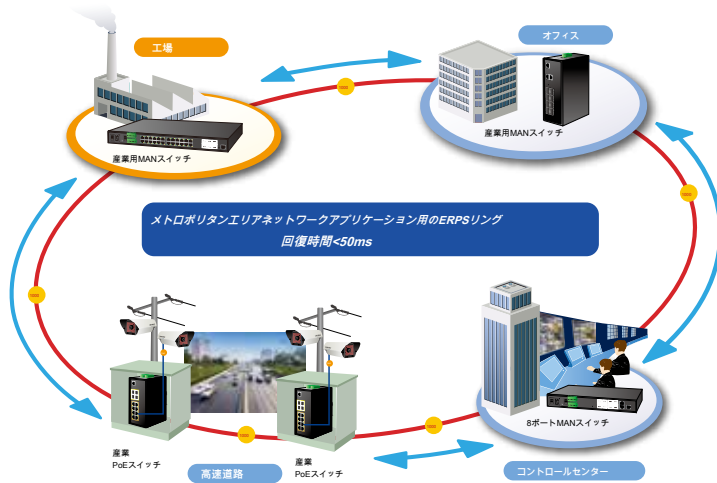 工場
オフィス
産業用MANスイッチ
産業用MANスイッチ
メトロポリタンエリアネットワークアプリケーション用のERPSリング
回復時間<50ms
8ポートMANスイッチ
産業
PoEスイッチ
高速道路
産業
PoEスイッチ
コントロールセンター